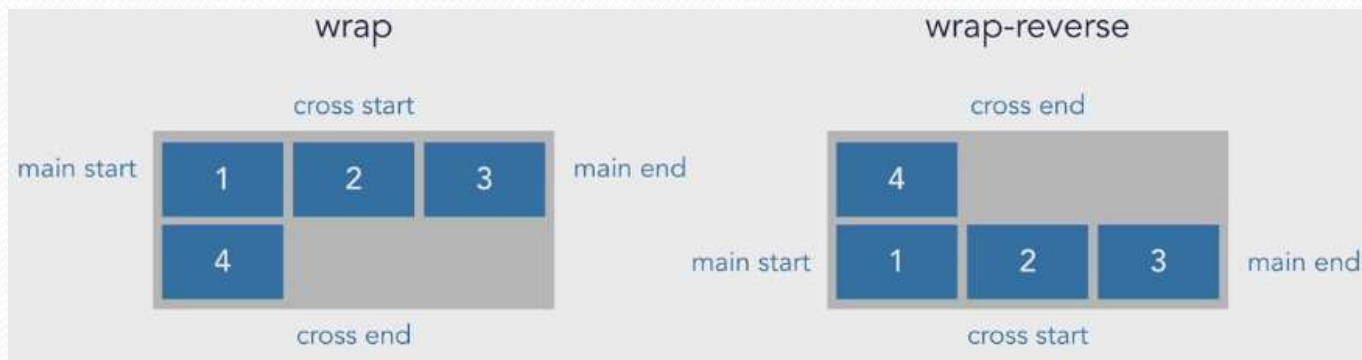 wrap
cross start
main start 1 2 3 main end
4
cross end
wrap-reverse
cross end
4
main start 1 2 3 main end
cross start